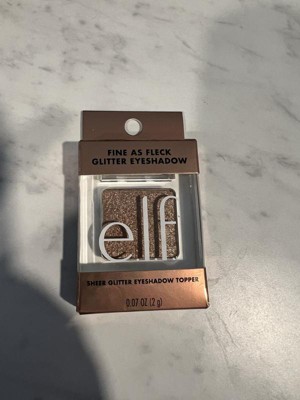 FINE AS FLECK
GLITTER EYESHADOW
elf
SHEER GLITTER EYESHADOW TOPPER
0.07 OZ (2 g)